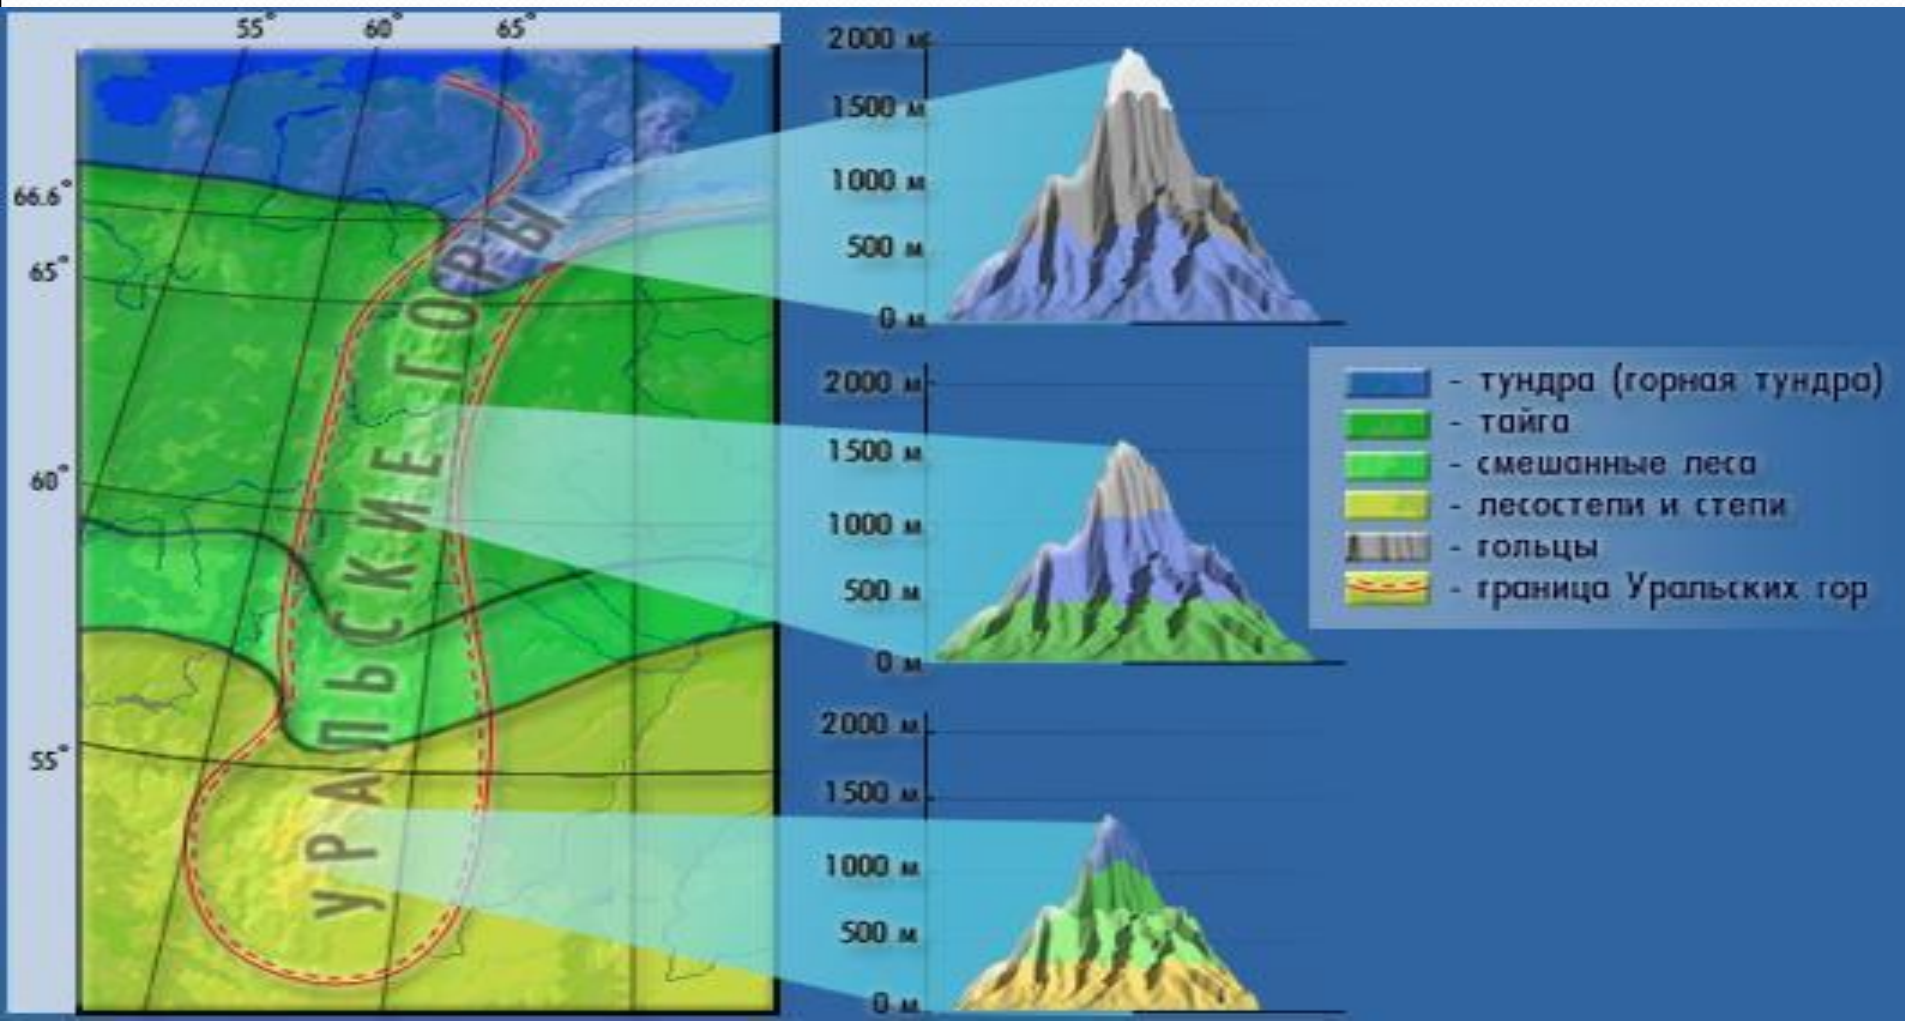 55° 60° 65°
66.6°
65°
60°
55°
УРАЛЬСКИЕ ГОРЫ
2000 м
1500 м
1000 м
500 м
0 м
2000 м
1500 м
1000 м
500 м
0 м
2000 м
1500 м
1000 м
500 м
0 м
- тундра (горная тундра)
- тайга
- смешанные леса
- лесостепи и степи
- гольцы
- граница Уральских гор